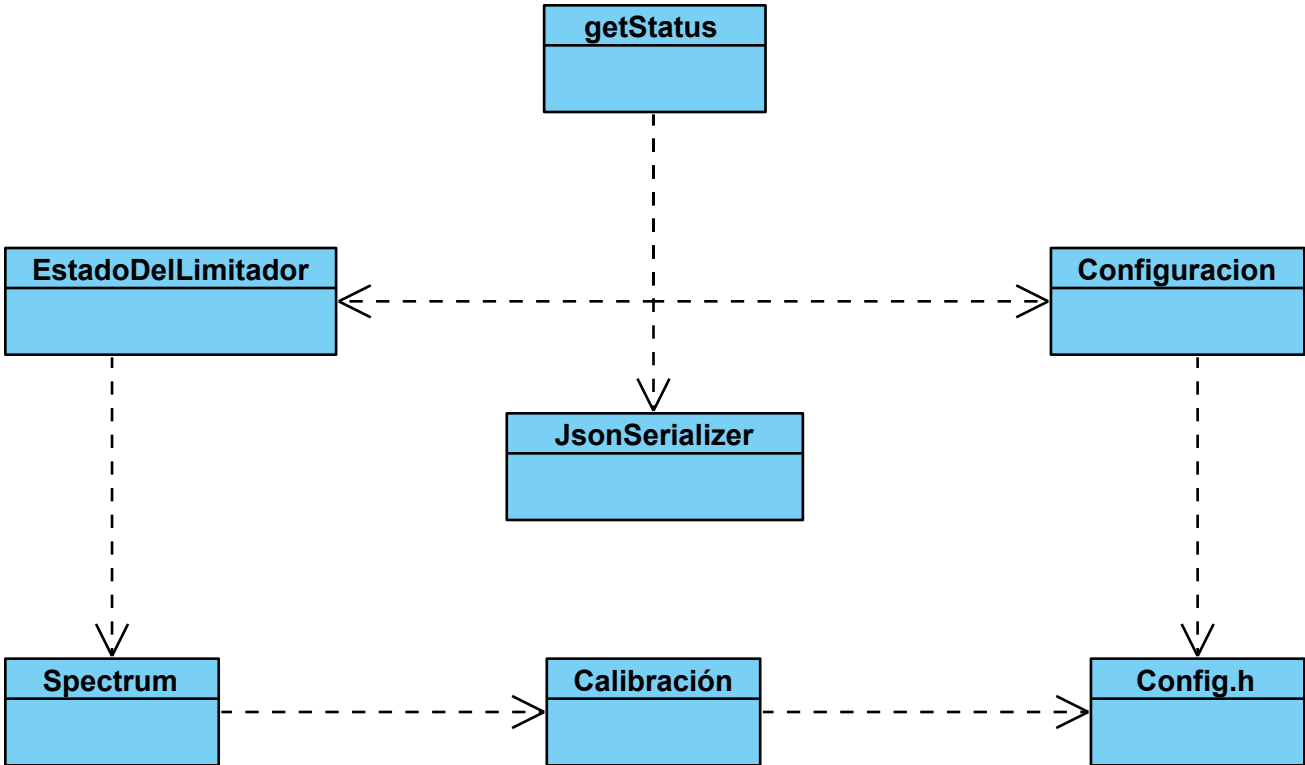 getStatus
EstadoDelLimitador
Configuracion
JsonSerializer
Spectrum
Calibración
Config.h